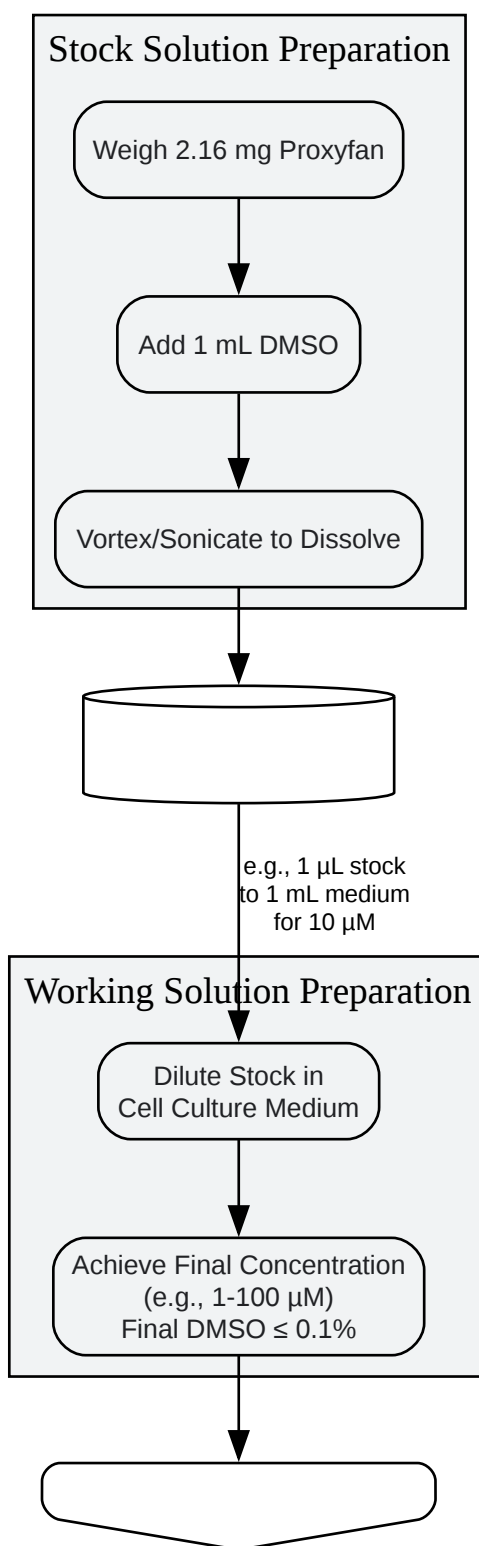 Stock Solution Preparation
Weigh 2.16 mg Proxyfan
Add 1 mL DMSO
Vortex/Sonicate to Dissolve
e.g., 1 µL stock
to 1 mL medium
for 10 µM
Working Solution Preparation
Dilute Stock in
Cell Culture Medium
Achieve Final Concentration
(e.g., 1-100 µM)
Final DMSO ≤ 0.1%